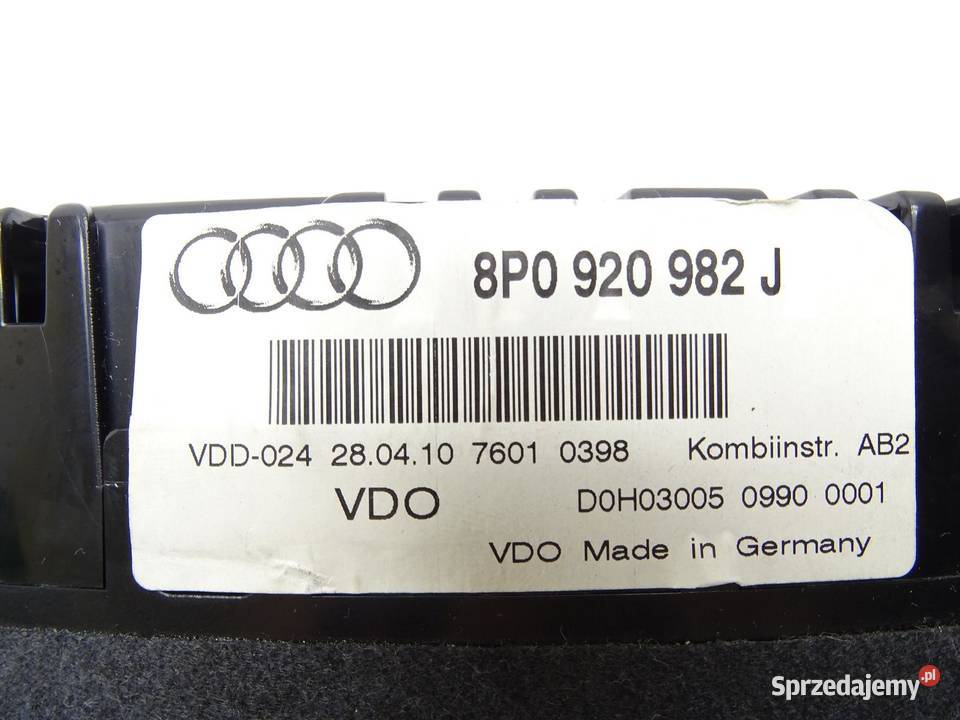 8P0 920 982 J
VDD-024 28.04.10 7601 0398 Kombiinstr. AB2
VDO D0H03005 0990 0001
VDO Made in Germany
Sprzedajemy.pl